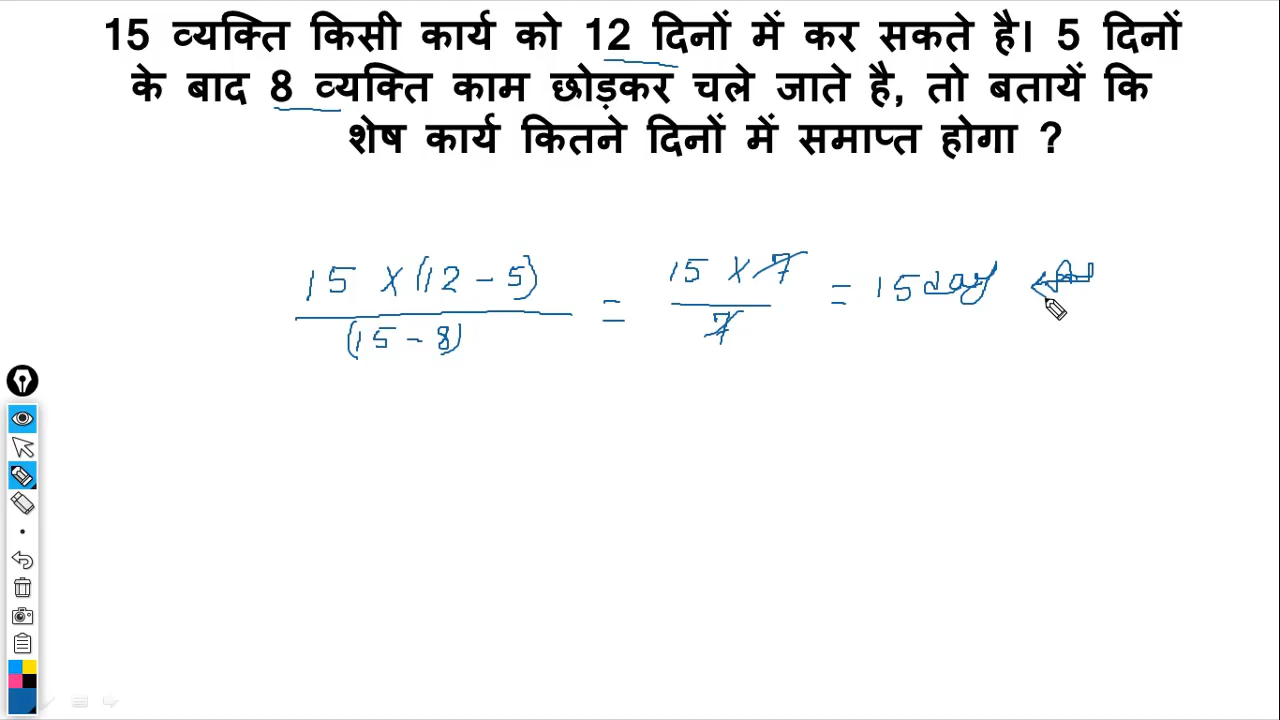 15 व्यक्ति किसी कार्य को 12 दिनों में कर सकते है। 5 दिनों
के बाद 8 व्यक्ति काम छोड़कर चले जाते है, तो बतायें कि
शेष कार्य कितने दिनों में समाप्त होगा ?
15 × (12 - 5) / (15 - 8) = 15 × 7 / 7 = 15 day